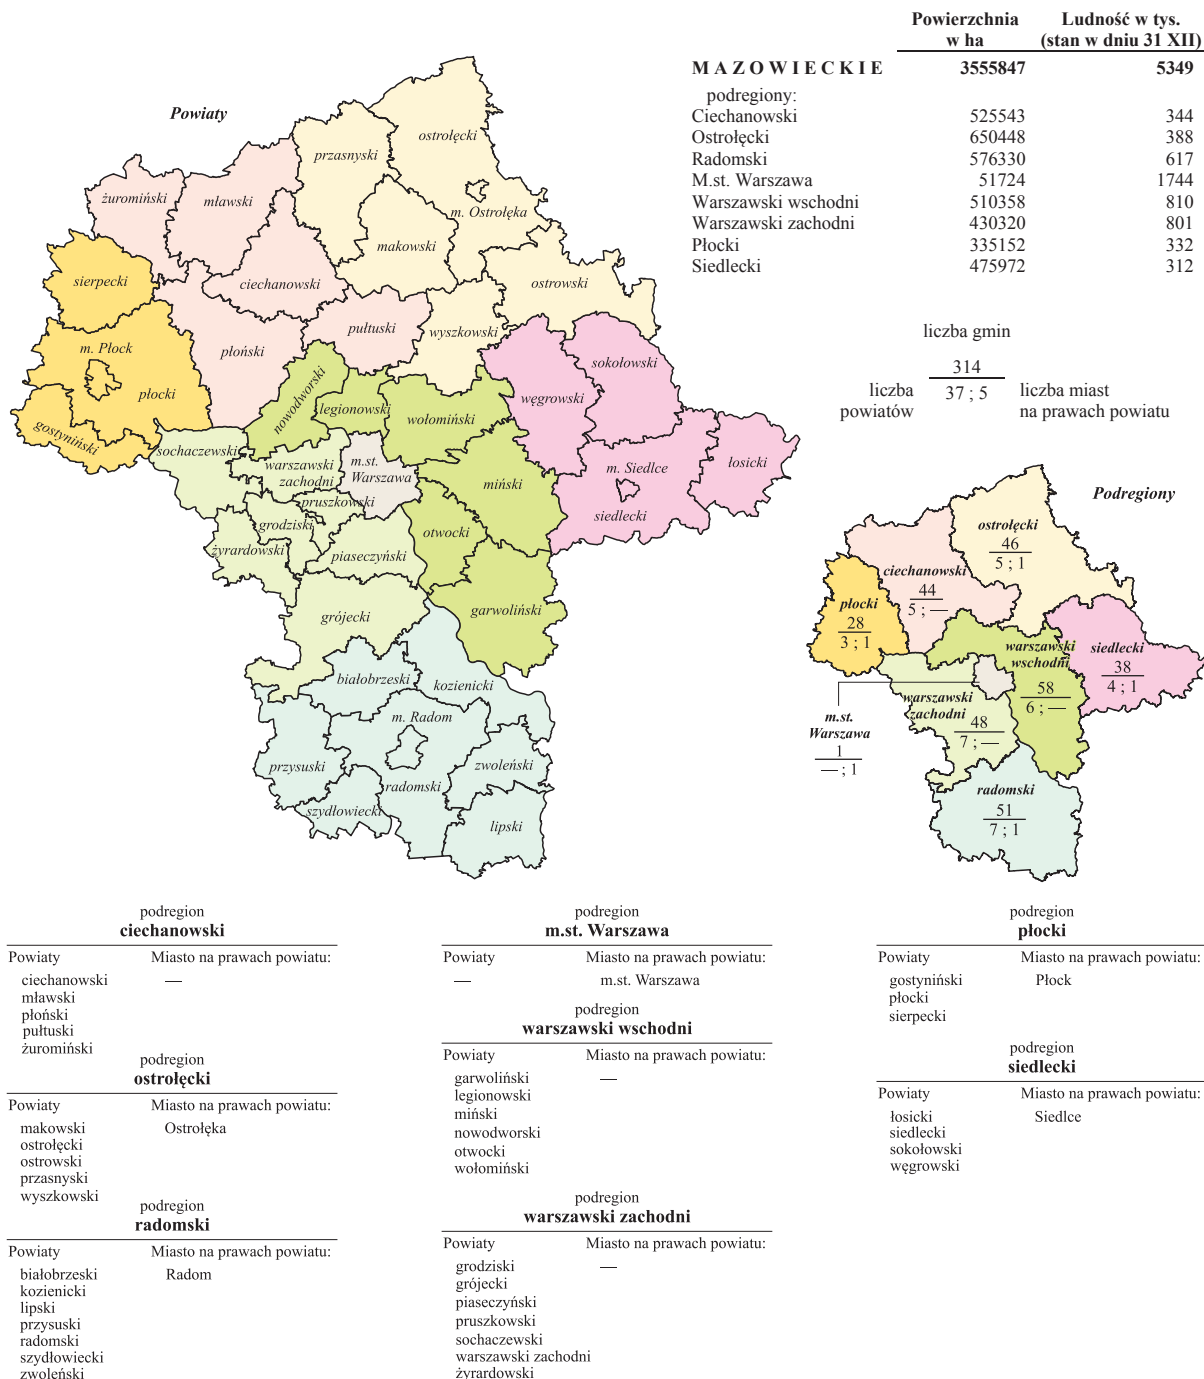 Powierzchnia w ha
Ludność w tys. (stan w dniu 31 XII)
MAZOWIECKIE 3555847 5349
podregiony:
Ciechanowski 525543 344
Ostrołęcki 650448 388
Radomski 576330 617
M.st. Warszawa 51724 1744
Warszawski wschodni 510358 810
Warszawski zachodni 430320 801
Płocki 335152 332
Siedlecki 475972 312
Powiaty
ostrołęcki
przasnyski
żuromiński
mławski
m. Ostrołęka
makowski
sierpecki
ciechanowski
ostrowski
pułtuski
wyszkowski
m. Płock
płoński
sokołowski
płocki
nowodworski
legionowski
wołomiński
węgrowski
gostyniński
sochaczewski
warszawski
zachodni
m.st.
Warszawa
m. Siedlce
łosicki
miński
pruszkowski
siedlecki
grodziski
otwocki
żyrardowski
piaseczyński
garwoliński
grójecki
białobrzeski
kozienicki
m. Radom
przysuski
zwoleński
radomski
szydłowiecki
lipski
liczba gmin
314
liczba
powiatów
37 ; 5
liczba miast
na prawach powiatu
Podregiony
ostrołęcki
46
5 ; 1
ciechanowski
44
5 ; —
płocki
28
3 ; 1
warszawski
wschodni
58
6 ; —
siedlecki
38
4 ; 1
warszawski
zachodni
48
7 ; —
m.st.
Warszawa
1
— ; 1
radomski
51
7 ; 1
podregion
ciechanowski
Powiaty Miasto na prawach powiatu:
ciechanowski —
mławski
płoński
pułtuski
żuromiński
podregion
ostrołęcki
Powiaty Miasto na prawach powiatu:
makowski Ostrołęka
ostrołęcki
ostrowski
przasnyski
wyszkowski
podregion
radomski
Powiaty Miasto na prawach powiatu:
białobrzeski Radom
kozienicki
lipski
przysuski
radomski
szydłowiecki
zwoleński
podregion
m.st. Warszawa
Powiaty Miasto na prawach powiatu:
— m.st. Warszawa
podregion
warszawski wschodni
Powiaty Miasto na prawach powiatu:
garwoliński —
legionowski
miński
nowodworski
otwocki
wołomiński
podregion
warszawski zachodni
Powiaty Miasto na prawach powiatu:
grodziski —
grójecki
piaseczyński
pruszkowski
sochaczewski
warszawski zachodni
żyrardowski
podregion
płocki
Powiaty Miasto na prawach powiatu:
gostyniński Płock
płocki
sierpecki
podregion
siedlecki
Powiaty Miasto na prawach powiatu:
łosicki Siedlce
siedlecki
sokołowski
węgrowski